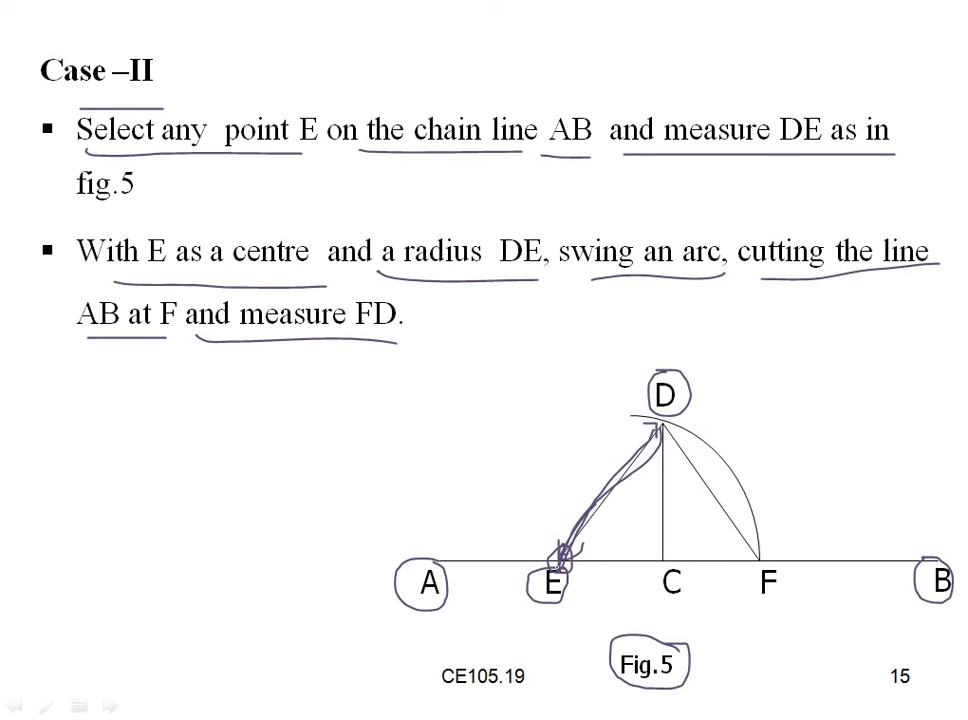 Case –II
▪ Select any point E on the chain line AB and measure DE as in
fig.5
▪ With E as a centre and a radius DE, swing an arc, cutting the line
AB at F and measure FD.
D
A E C F B
Fig.5
CE105.19 15